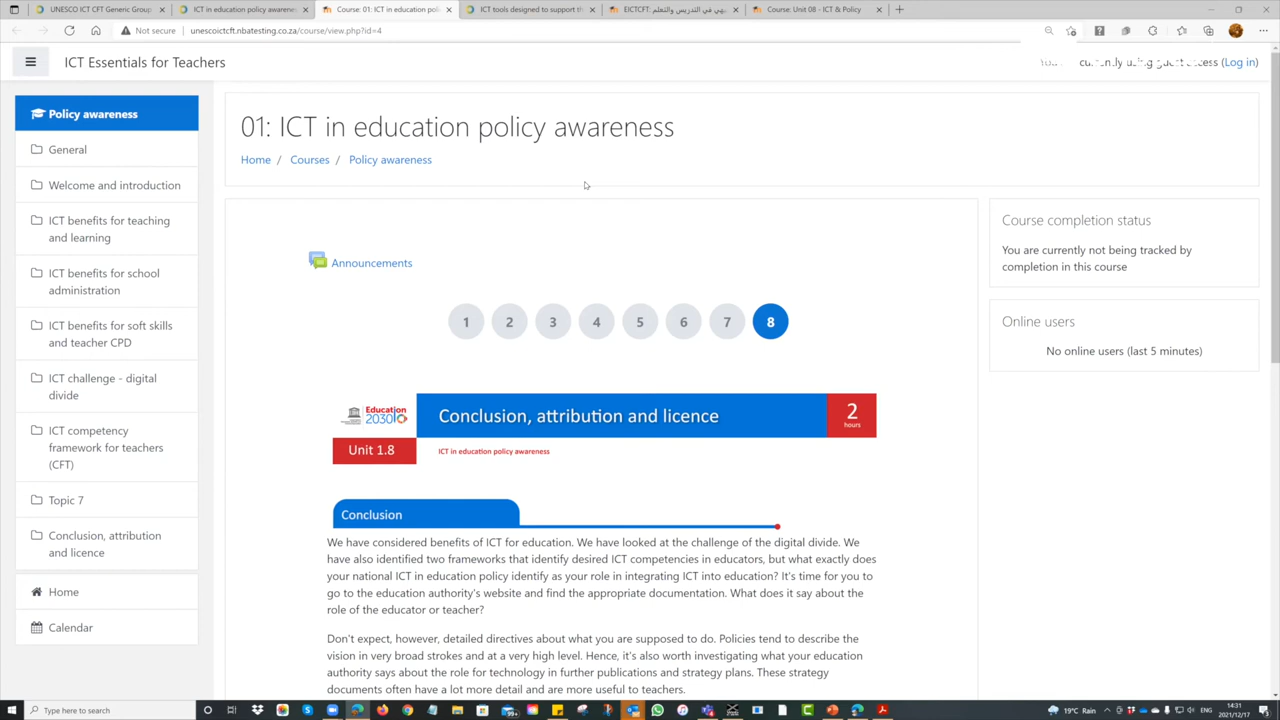 UNESCO ICT CFT Generic Group
ICT in education policy awareness
Course: 01: ICT in education pol
ICT tools designed to support th
EICTCFT: في التدريس والتعلم
Course: Unit 08 - ICT & Policy
Not secure
unescoictcft.nbatesting.co.za/course/view.php?id=4
ICT Essentials for Teachers
(Log in)
Policy awareness
General
Welcome and introduction
ICT benefits for teaching
and learning
ICT benefits for school
administration
ICT benefits for soft skills
and teacher CPD
ICT challenge - digital
divide
ICT competency
framework for teachers
(CFT)
Topic 7
Conclusion, attribution
and licence
Home
Calendar
01: ICT in education policy awareness
Home / Courses / Policy awareness
Announcements
1 2 3 4 5 6 7 8
Education
2030
Conclusion, attribution and licence
2
hours
Unit 1.8
ICT in education policy awareness
Conclusion
We have considered benefits of ICT for education. We have looked at the challenge of the digital divide. We
have also identified two frameworks that identify desired ICT competencies in educators, but what exactly does
your national ICT in education policy identify as your role in integrating ICT into education? It's time for you to
go to the education authority's website and find the appropriate documentation. What does it say about the
role of the educator or teacher?
Don't expect, however, detailed directives about what you are supposed to do. Policies tend to describe the
vision in very broad strokes and at a very high level. Hence, it's also worth investigating what your education
authority says about the role for technology in further publications and strategy plans. These strategy
documents often have a lot more detail and are more useful to teachers.
Course completion status
You are currently not being tracked by
completion in this course
Online users
No online users (last 5 minutes)
Type here to search
19°C Rain
14:31
2021/12/17